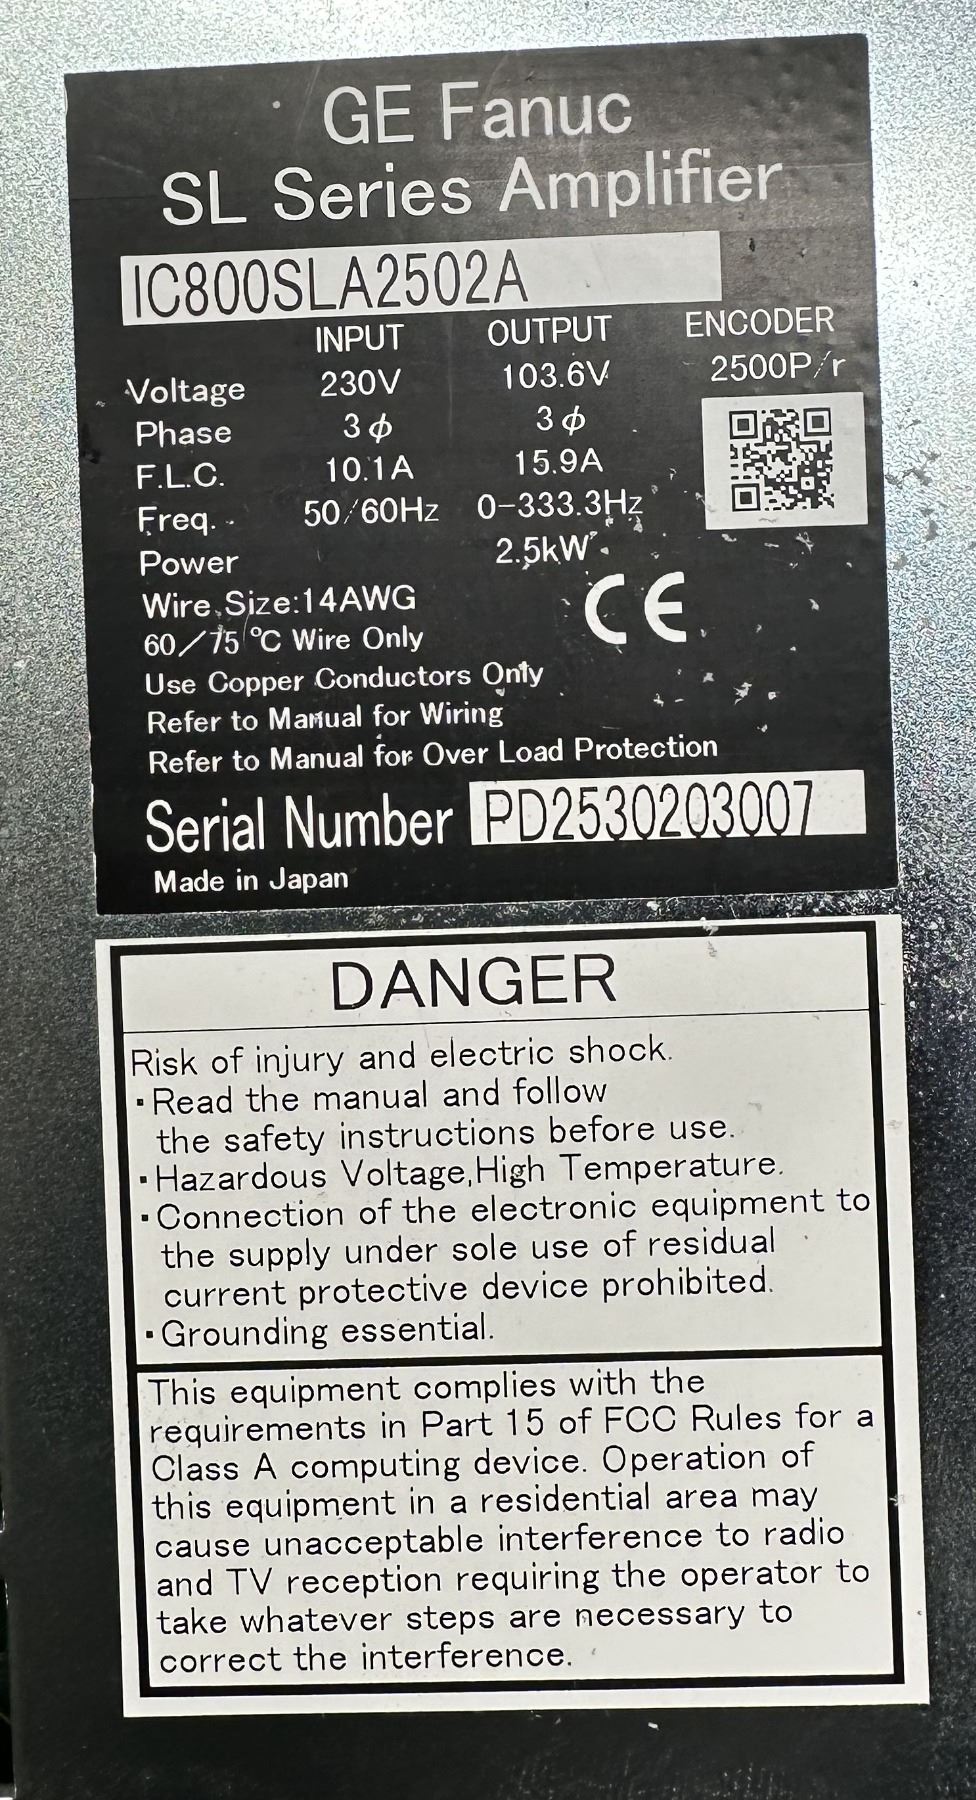 GE Fanuc
SL Series Amplifier
IC800SLA2502A
INPUT OUTPUT ENCODER
Voltage 230V 103.6V 2500P/r
Phase 3ϕ 3ϕ
F.L.C. 10.1A 15.9A
Freq. 50/60Hz 0-333.3Hz
Power 2.5kW
Wire Size:14AWG
CE
60/75°C Wire Only
Use Copper Conductors Only
Refer to Manual for Wiring
Refer to Manual for Over Load Protection
Serial Number PD2530203007
Made in Japan
DANGER
Risk of injury and electric shock.
・Read the manual and follow
the safety instructions before use.
・Hazardous Voltage,High Temperature.
・Connection of the electronic equipment to
the supply under sole use of residual
current protective device prohibited.
・Grounding essential.
This equipment complies with the
requirements in Part 15 of FCC Rules for a
Class A computing device. Operation of
this equipment in a residential area may
cause unacceptable interference to radio
and TV reception requiring the operator to
take whatever steps are necessary to
correct the interference.